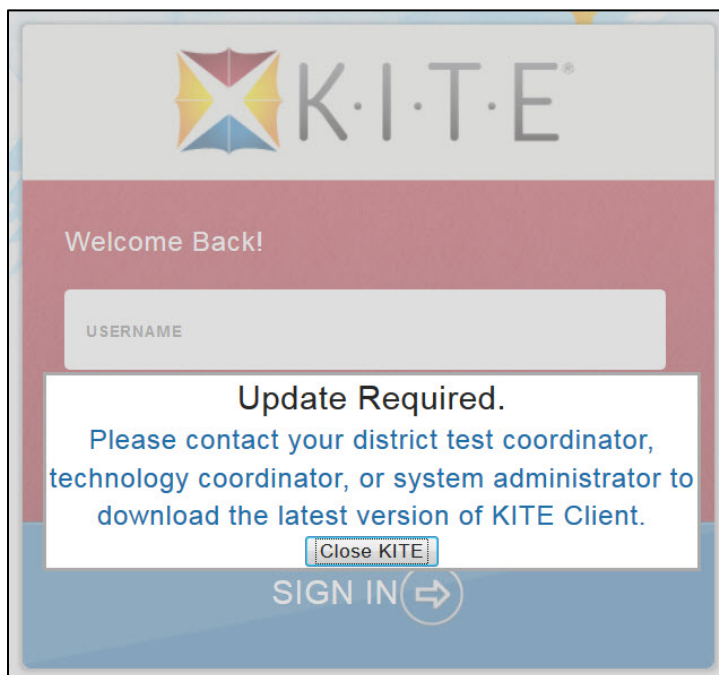 K·I·T·E®
Welcome Back!
USERNAME
Update Required.
Please contact your district test coordinator,
technology coordinator, or system administrator to
download the latest version of KITE Client.
Close KITE
SIGN IN